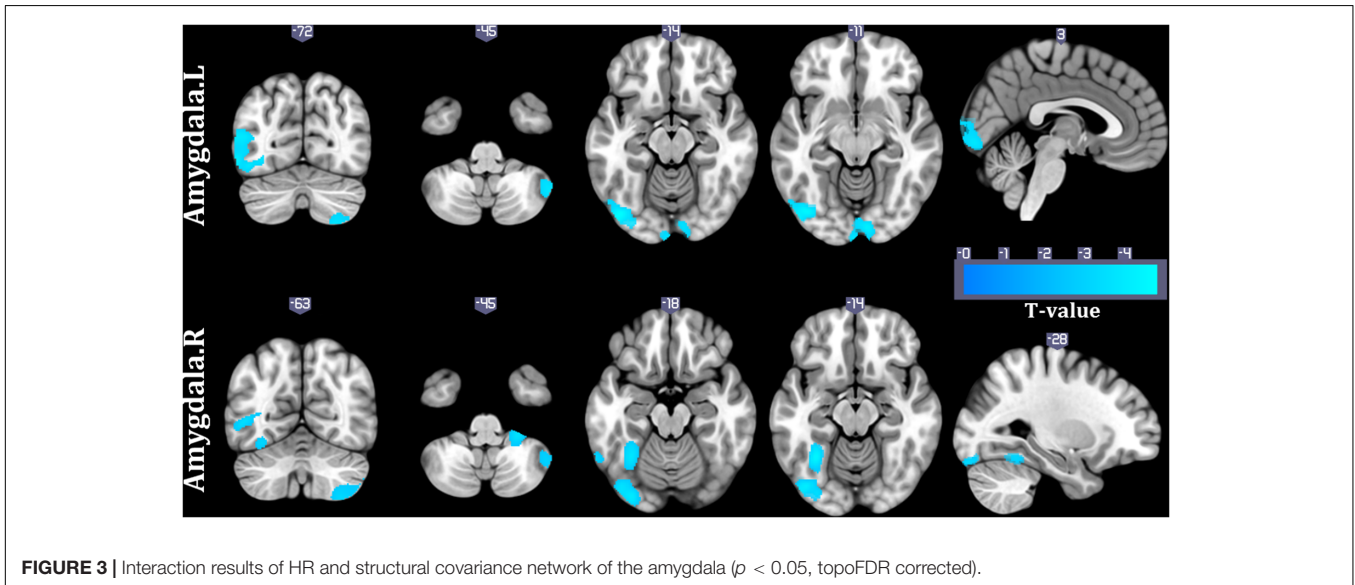 -72 -45 -14 -11 3
Amygdala.L
-0 -1 -2 -3 -4
T-value
-63 -45 -18 -14 -28
Amygdala.R
FIGURE 3 | Interaction results of HR and structural covariance network of the amygdala (p < 0.05, topoFDR corrected).